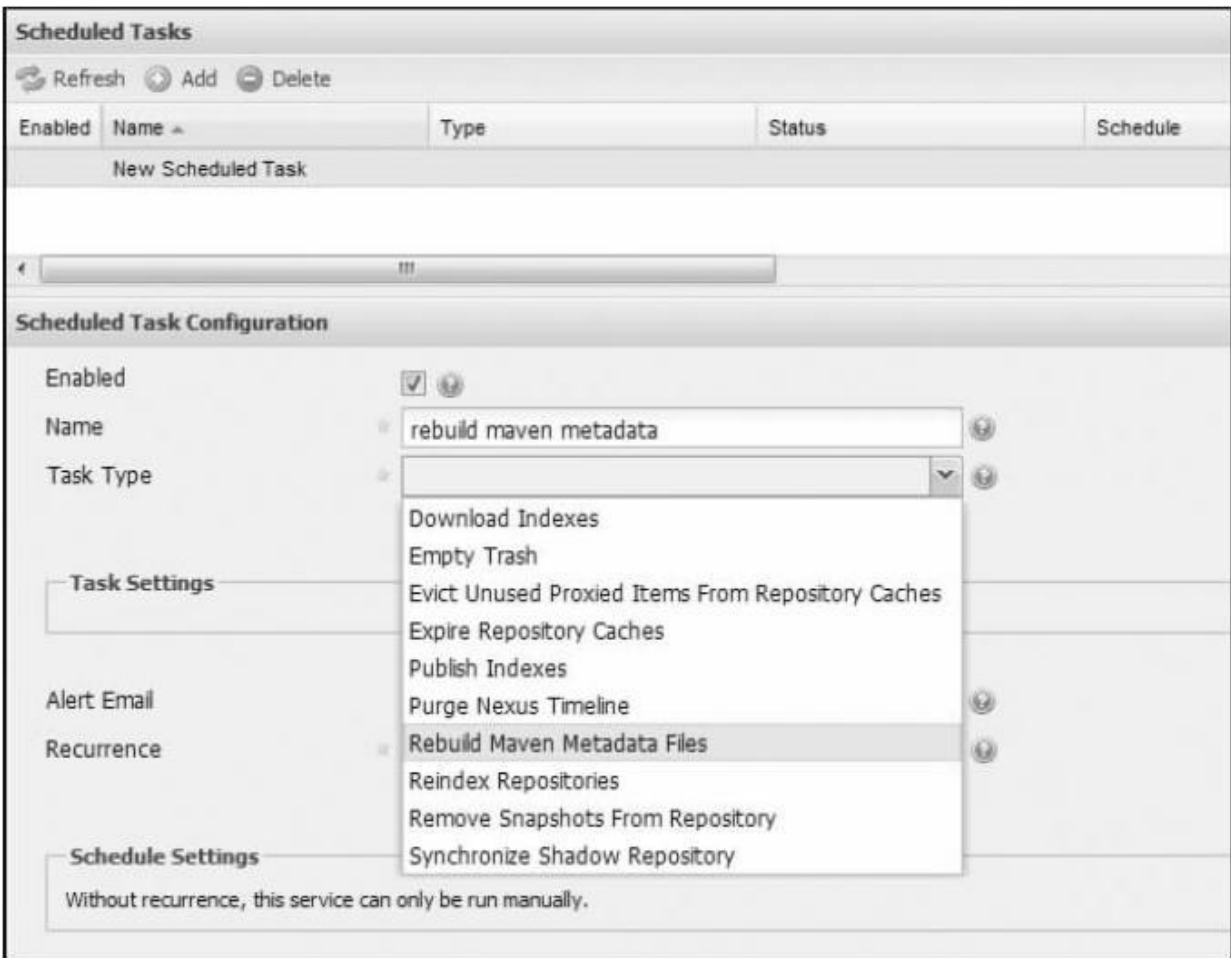 Scheduled Tasks
Refresh Add Delete
Enabled Name Type Status Schedule
New Scheduled Task
Scheduled Task Configuration
Enabled
Name rebuild maven metadata
Task Type
Download Indexes
Empty Trash
Task Settings
Evict Unused Proxied Items From Repository Caches
Expire Repository Caches
Publish Indexes
Alert Email
Purge Nexus Timeline
Recurrence
Rebuild Maven Metadata Files
Reindex Repositories
Remove Snapshots From Repository
Schedule Settings
Synchronize Shadow Repository
Without recurrence, this service can only be run manually.